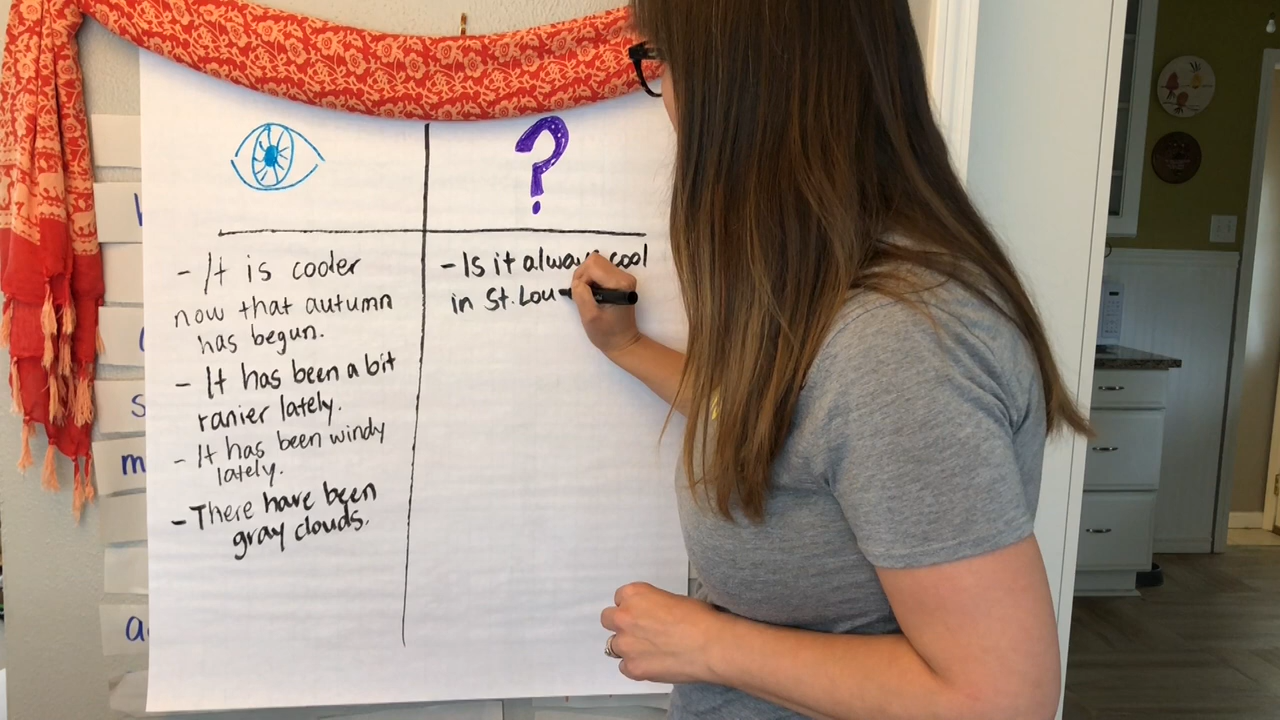 ?
- It is cooler
now that autumn
has begun.
- It has been a bit
ranier lately.
- It has been windy
lately.
- There have been
gray clouds.
- Is it always cool
in St. Lou
s
m
a